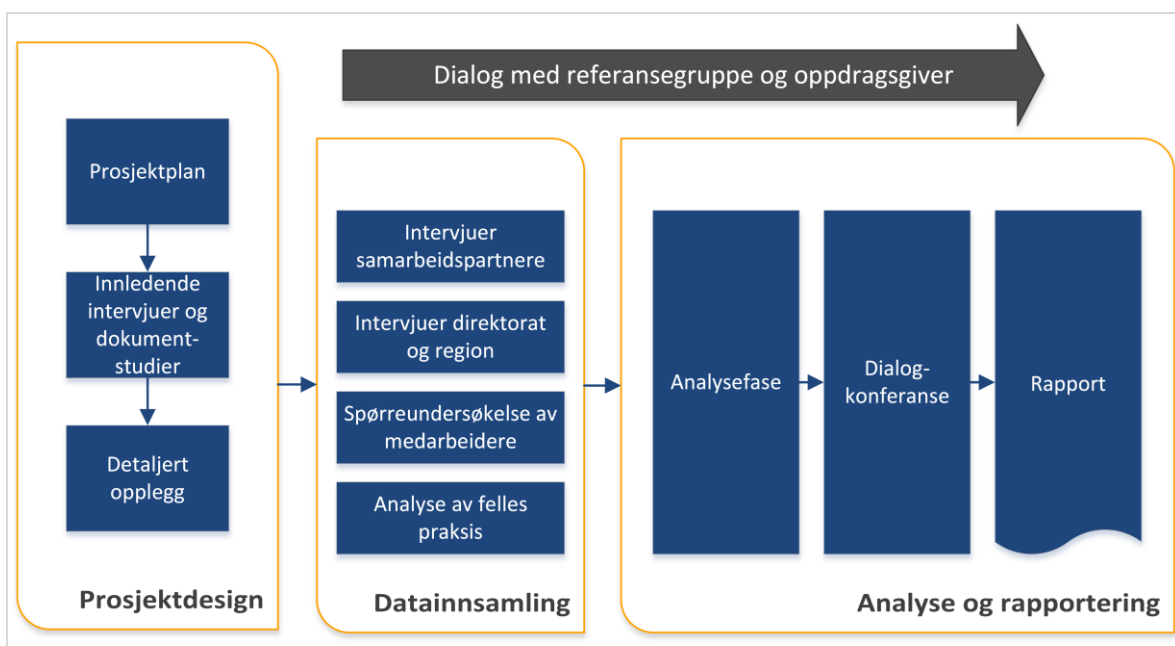 Dialog med referansegruppe og oppdragsgiver
Prosjektplan
Innledende
intervjuer og
dokument-
studier
Detaljert
opplegg
Prosjektdesign
Intervjuer
samarbeidspartnere
Intervjuer direktorat
og region
Spørreundersøkelse av
medarbeidere
Analyse av felles
praksis
Datainnsamling
Analysefase
Dialog-
konferanse
Rapport
Analyse og rapportering